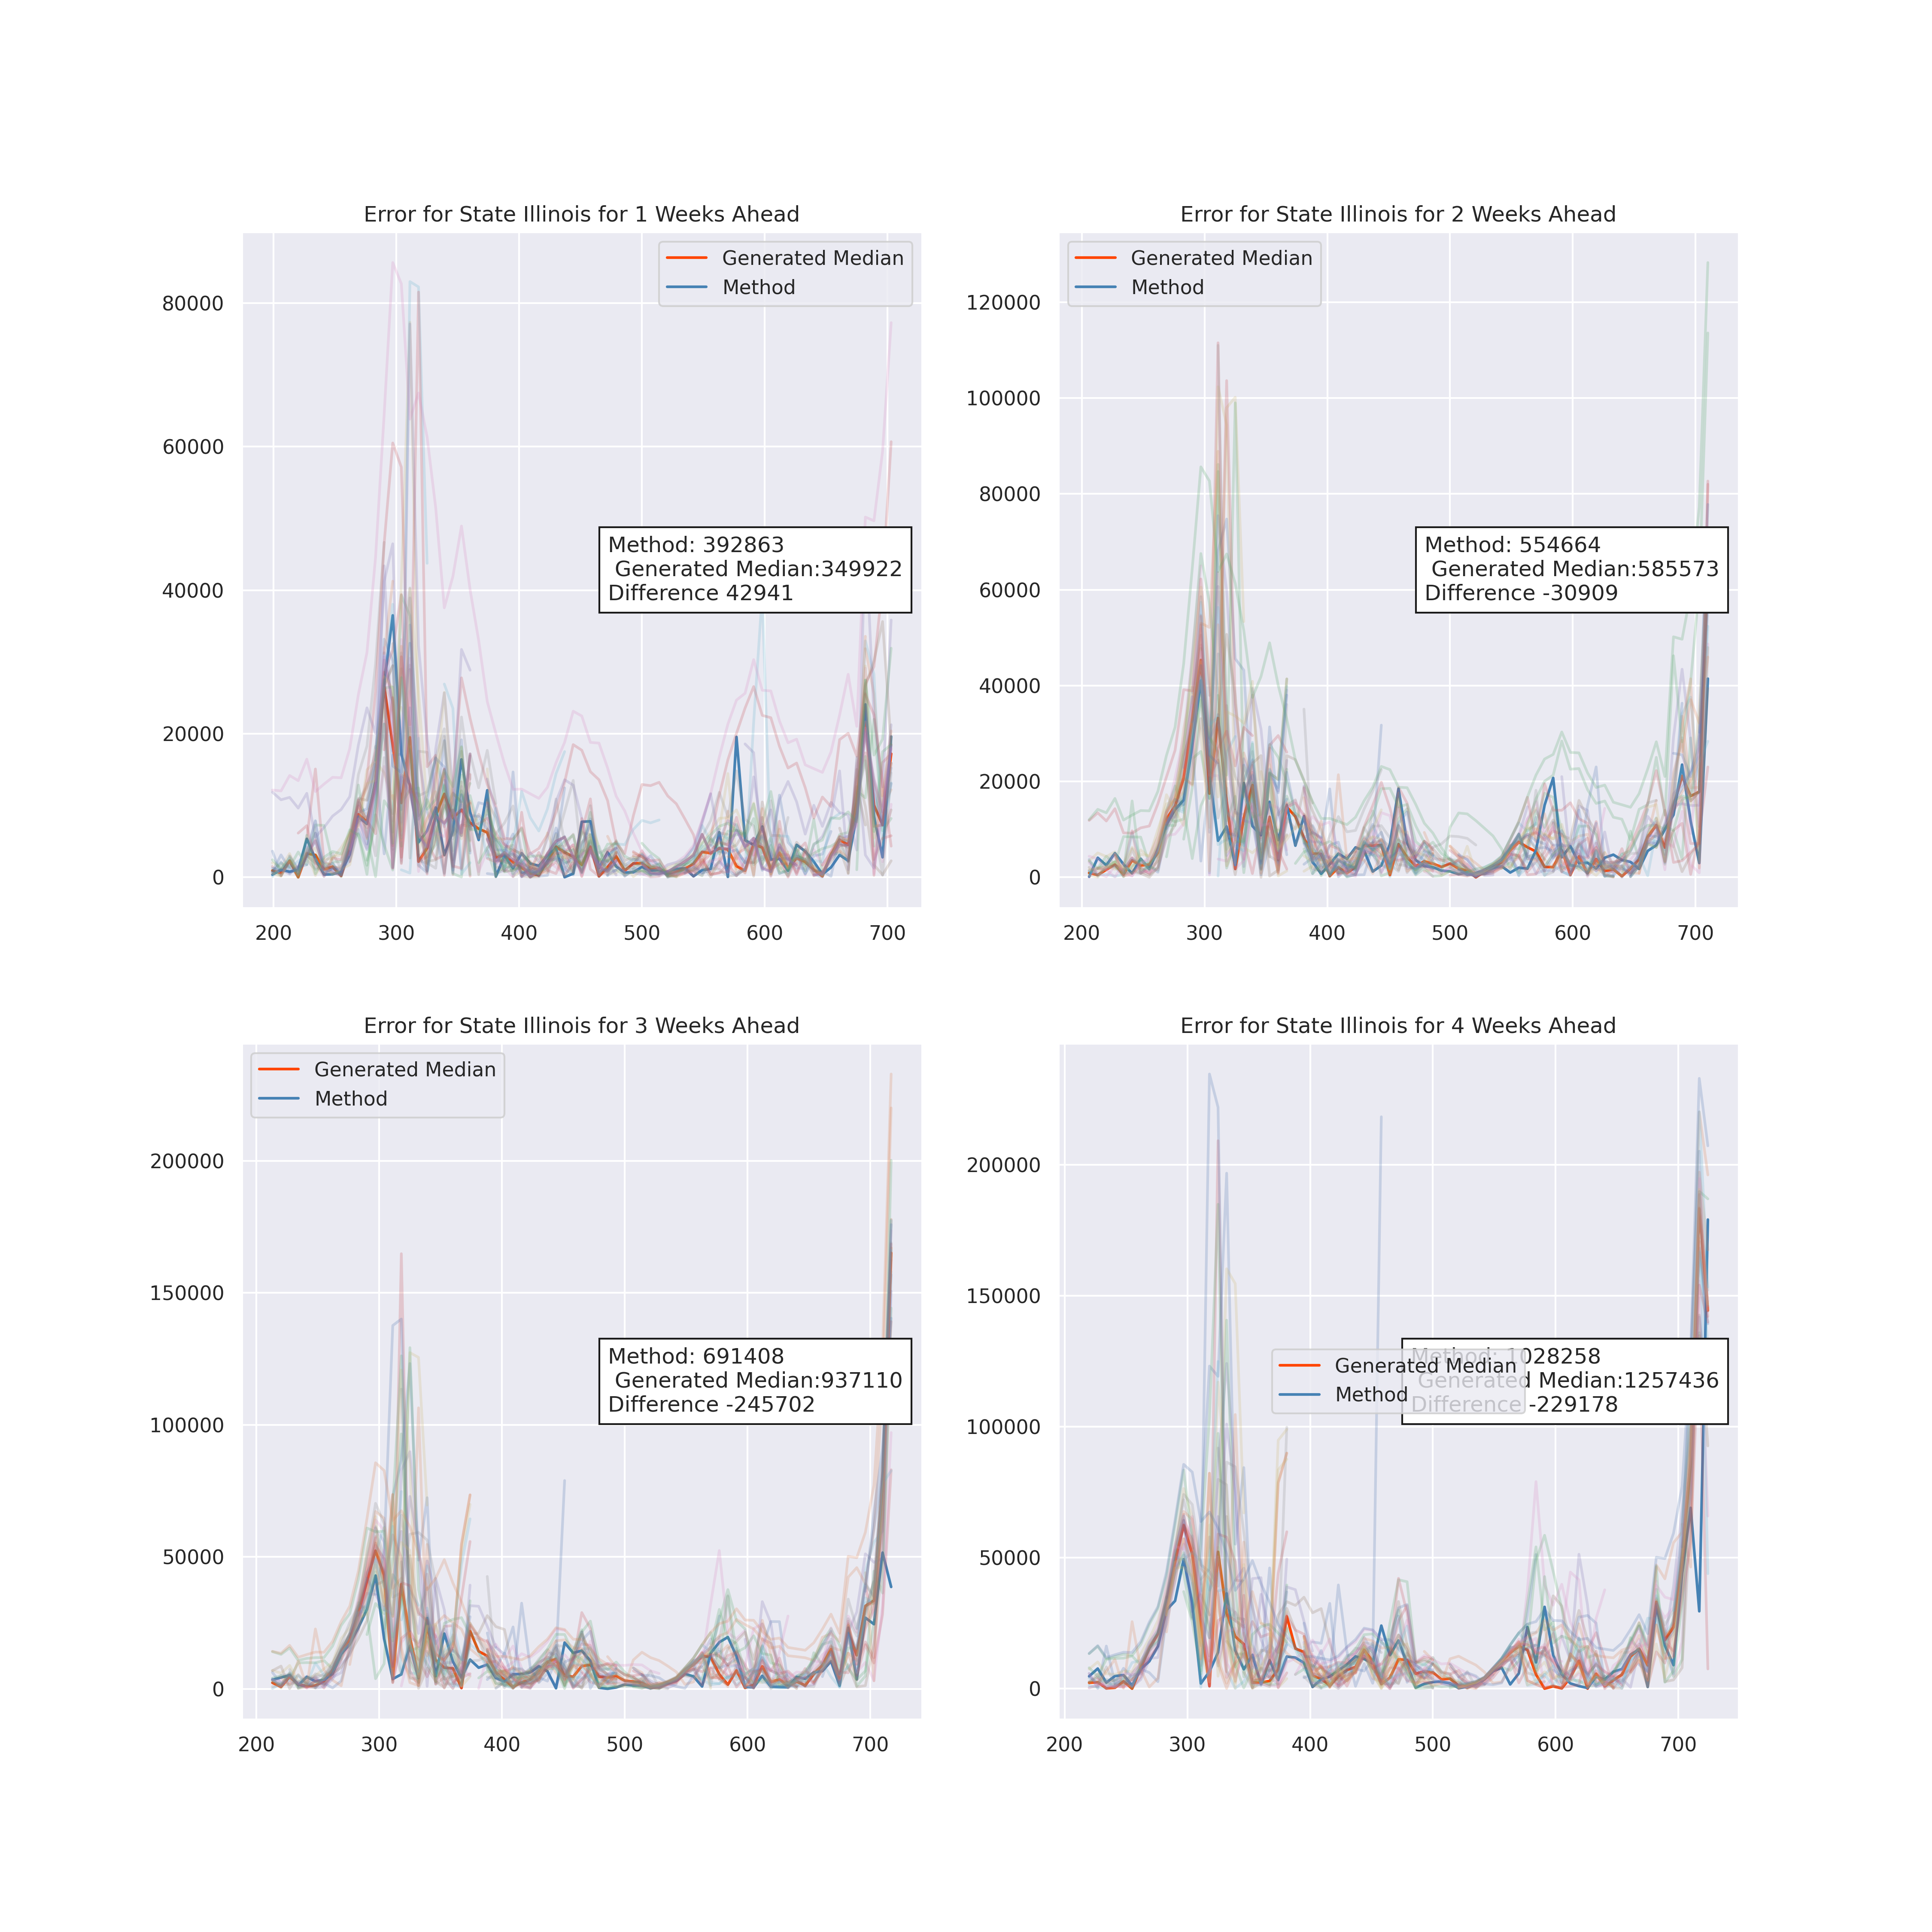 Error for State Illinois for 1 Weeks Ahead
Generated Median
Method
80000
60000
40000
20000
0
Method: 392863
Generated Median:349922
Difference 42941
200 300 400 500 600 700
Error for State Illinois for 2 Weeks Ahead
Generated Median
Method
120000
100000
80000
60000
40000
20000
0
Method: 554664
Generated Median:585573
Difference -30909
200 300 400 500 600 700
Error for State Illinois for 3 Weeks Ahead
Generated Median
Method
200000
150000
100000
50000
0
Method: 691408
Generated Median:937110
Difference -245702
200 300 400 500 600 700
Error for State Illinois for 4 Weeks Ahead
200000
150000
100000
50000
0
Generated Median
Method
Method: 1028258
Generated Median:1257436
Difference -229178
200 300 400 500 600 700